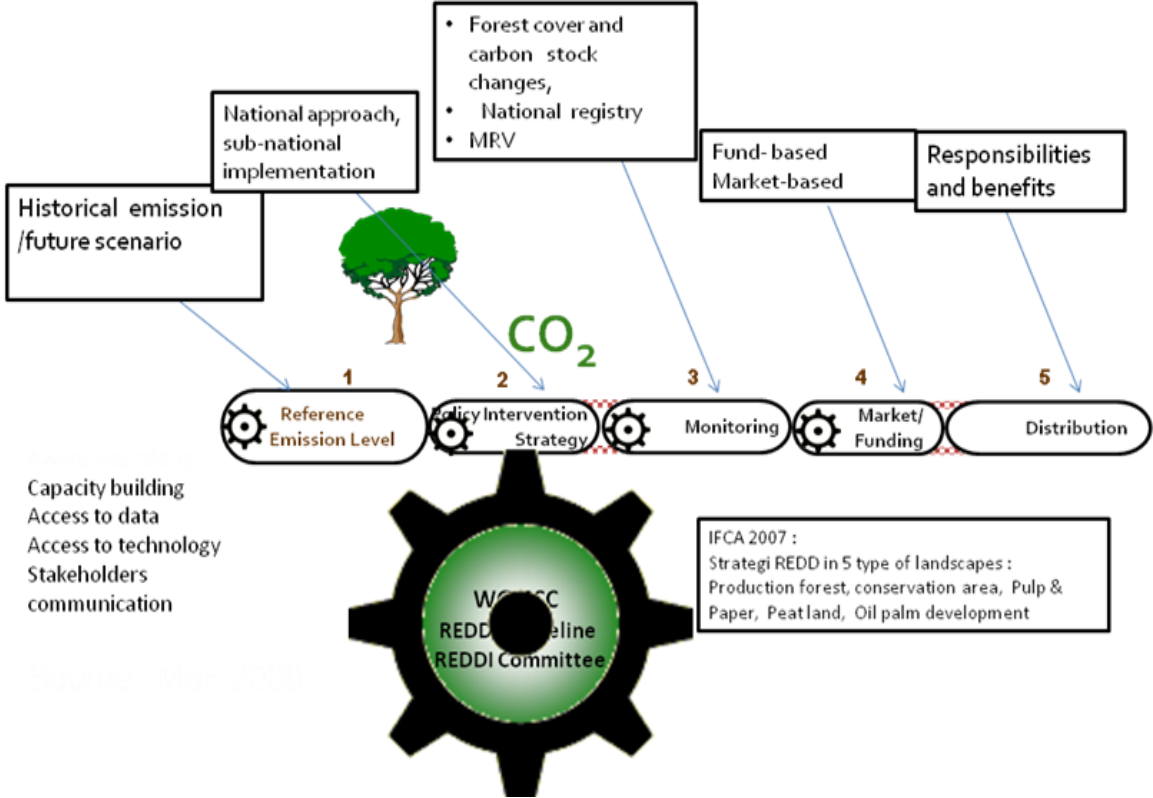 • Forest cover and
carbon stock
changes,
• National registry
• MRV
National approach,
sub-national
implementation
Fund- based
Market-based
Responsibilities
and benefits
Historical emission
/future scenario
CO₂
1
2
3
4
5
Reference
Emission Level
Policy Intervention
Strategy
Monitoring
Market/
Funding
Distribution
Capacity building
Access to data
Access to technology
Stakeholders
communication
IFCA 2007 :
Strategi REDD in 5 type of landscapes :
Production forest, conservation area, Pulp &
Paper, Peat land, Oil palm development
REDDI Committee